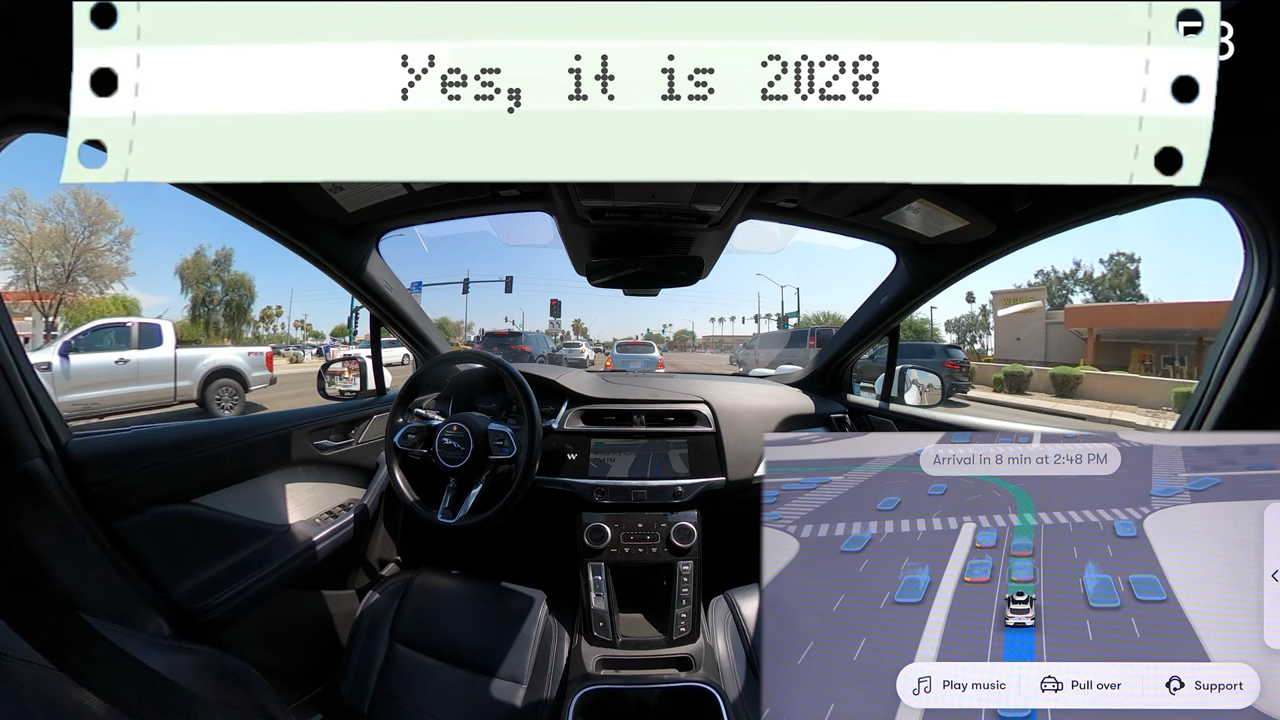 Yes, it is 2028
Arrival in 8 min at 2:48 PM
Play music
Pull over
Support